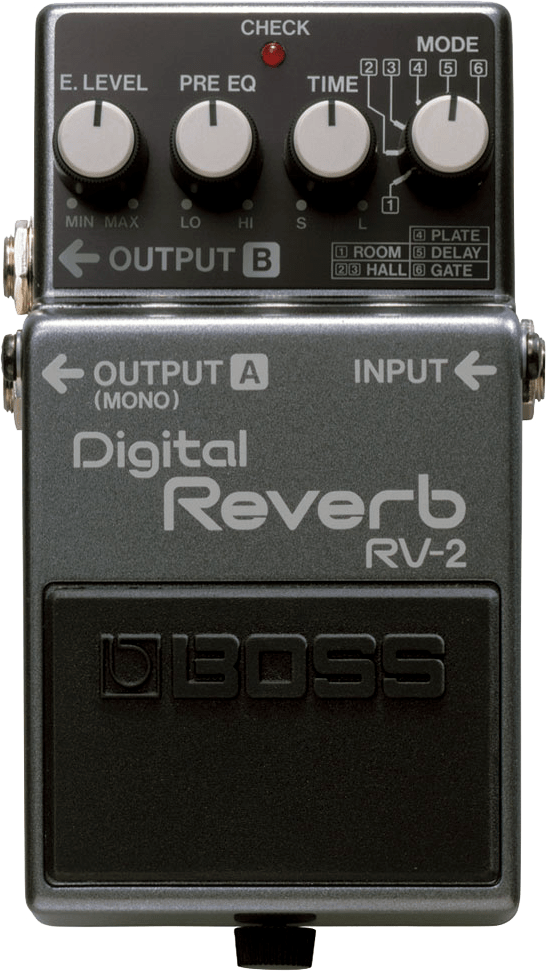 CHECK
MODE
E. LEVEL PRE EQ TIME 2 3 4 5 6
1
MIN MAX LO HI S L
4 PLATE
← OUTPUT B 1 ROOM 5 DELAY
2 3 HALL 6 GATE
← OUTPUT A INPUT ←
(MONO)
Digital
Reverb
RV-2
BOSS